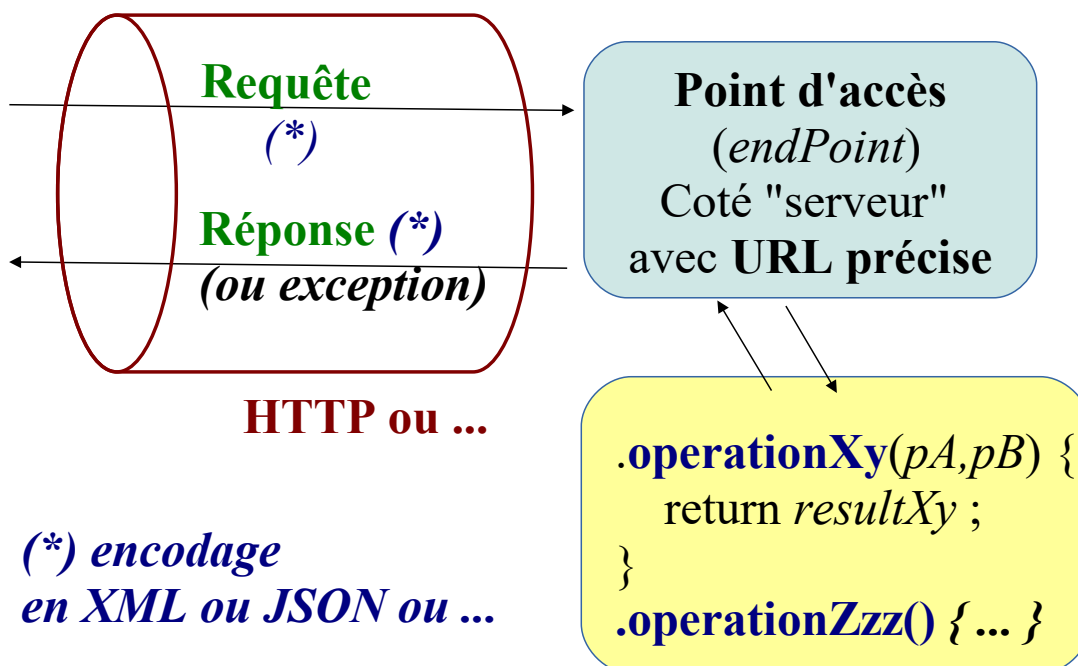 Requête
(*)
Réponse (*)
(ou exception)
HTTP ou ...
(*) encodage
en XML ou JSON ou ...
Point d'accès
(endPoint)
Coté "serveur"
avec URL précise
.operationXy(pA,pB) {
return resultXy ;
}
.operationZzz() { ... }